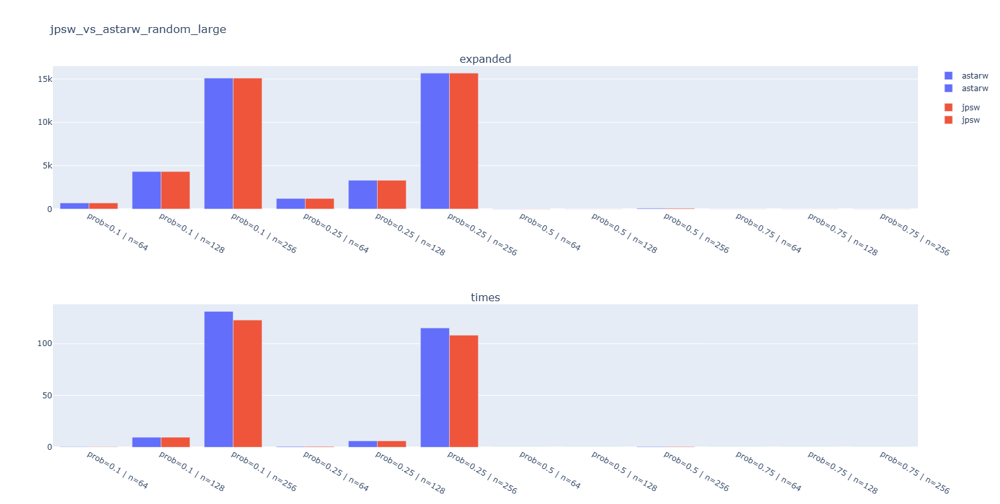 jpsw_vs_astarw_random_large
expanded
15k
10k
5k
0
prob=0.1 | n=64
prob=0.1 | n=128
prob=0.1 | n=256
prob=0.25 | n=64
prob=0.25 | n=128
prob=0.25 | n=256
prob=0.5 | n=64
prob=0.5 | n=128
prob=0.5 | n=256
prob=0.75 | n=64
prob=0.75 | n=128
prob=0.75 | n=256
astarw
astarw
jpsw
jpsw
times
100
50
0
prob=0.1 | n=64
prob=0.1 | n=128
prob=0.1 | n=256
prob=0.25 | n=64
prob=0.25 | n=128
prob=0.25 | n=256
prob=0.5 | n=64
prob=0.5 | n=128
prob=0.5 | n=256
prob=0.75 | n=64
prob=0.75 | n=128
prob=0.75 | n=256